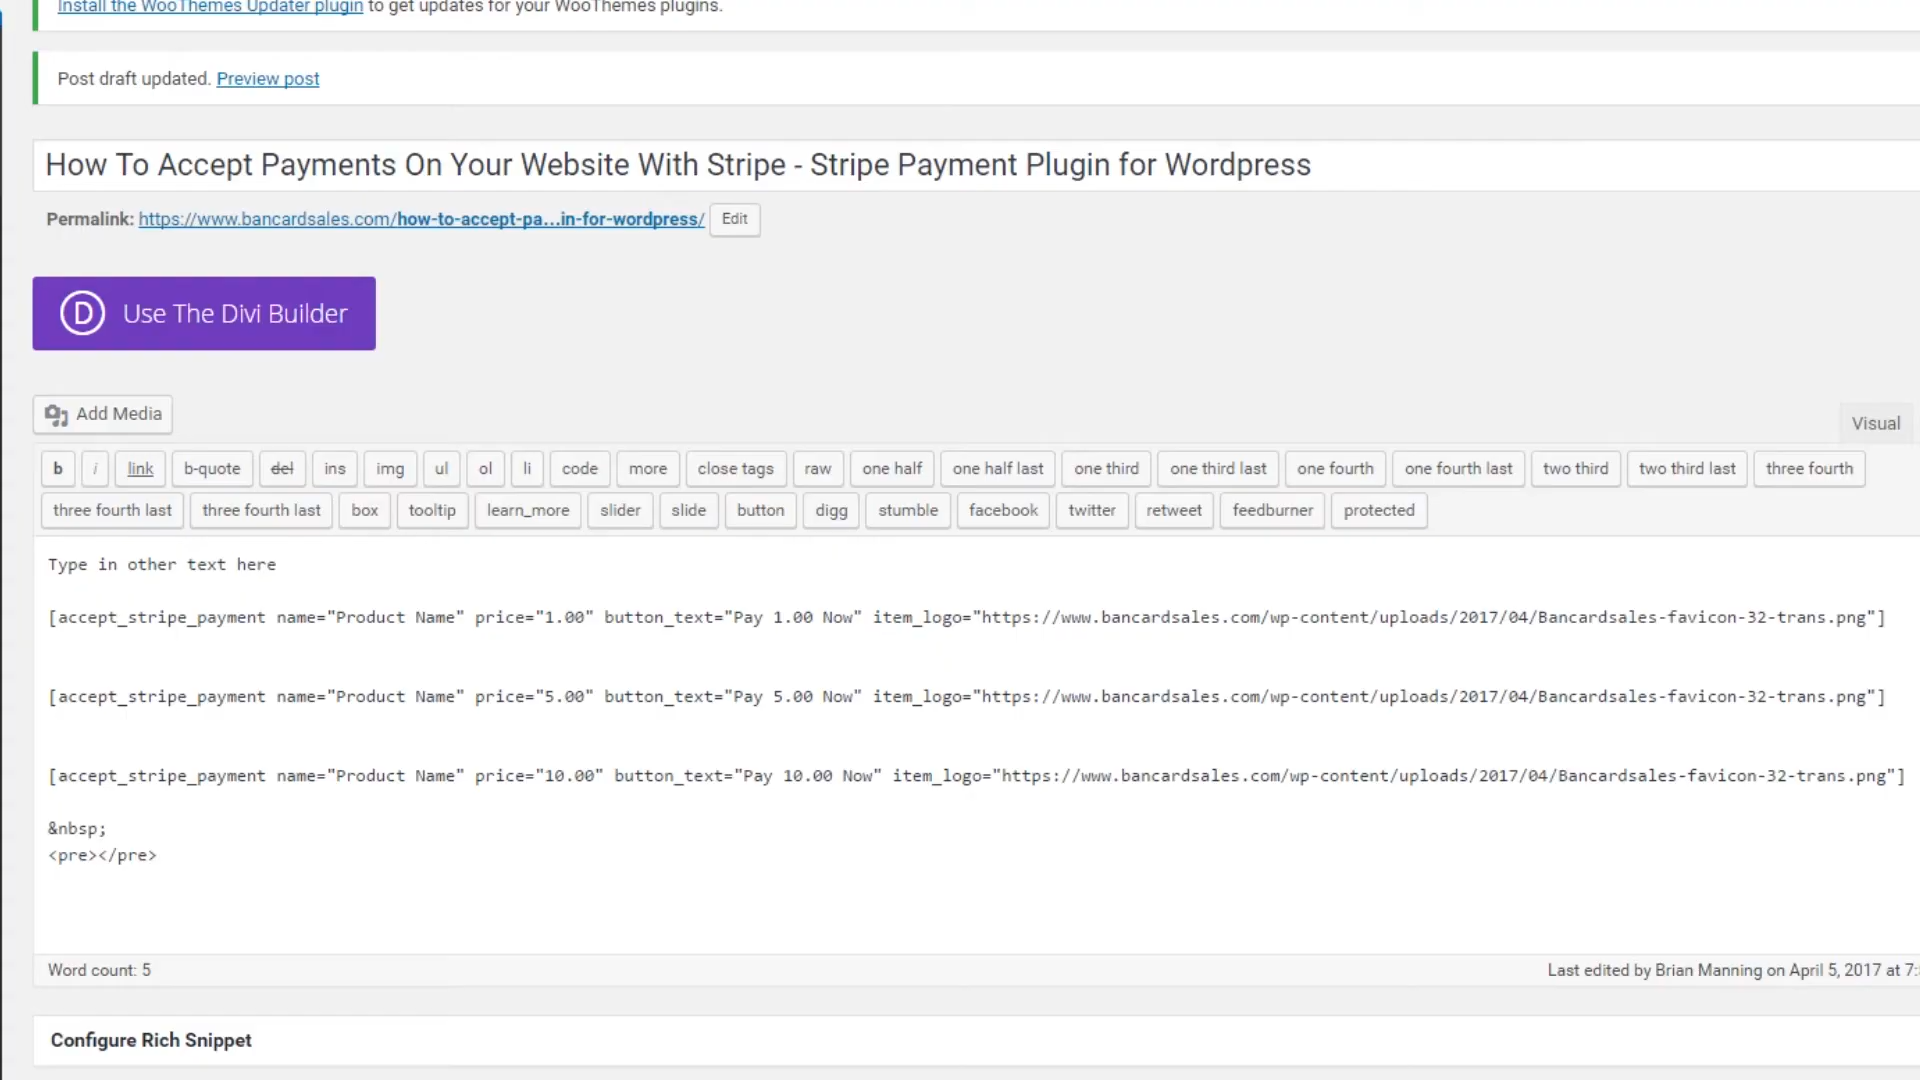 Install the WooThemes Updater plugin to get updates for your WooThemes plugins.
Post draft updated. Preview post
How To Accept Payments On Your Website With Stripe - Stripe Payment Plugin for Wordpress
Permalink: https://www.bancardsales.com/how-to-accept-pa...in-for-wordpress/ Edit
D Use The Divi Builder
Add Media
Visual
b i link b-quote del ins img ul ol li code more close tags raw one half one half last one third one third last one fourth one fourth last two third two third last three fourth
three fourth last three fourth last box tooltip learn_more slider slide button digg stumble facebook twitter retweet feedburner protected
Type in other text here
[accept_stripe_payment name="Product Name" price="1.00" button_text="Pay 1.00 Now" item_logo="https://www.bancardsales.com/wp-content/uploads/2017/04/Bancardsales-favicon-32-trans.png"]
[accept_stripe_payment name="Product Name" price="5.00" button_text="Pay 5.00 Now" item_logo="https://www.bancardsales.com/wp-content/uploads/2017/04/Bancardsales-favicon-32-trans.png"]
[accept_stripe_payment name="Product Name" price="10.00" button_text="Pay 10.00 Now" item_logo="https://www.bancardsales.com/wp-content/uploads/2017/04/Bancardsales-favicon-32-trans.png"]
&nbsp;
<pre></pre>
Word count: 5
Last edited by Brian Manning on April 5, 2017 at 7:
Configure Rich Snippet